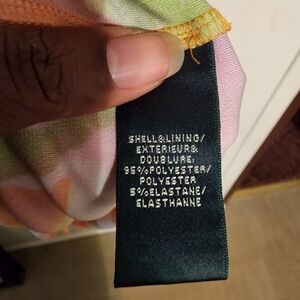 SHELL&LINING/
EXTERIEUR&
DOUBLURE:
95%POLYESTER/
POLYESTER
5%ELASTANE/
ELASTHANNE